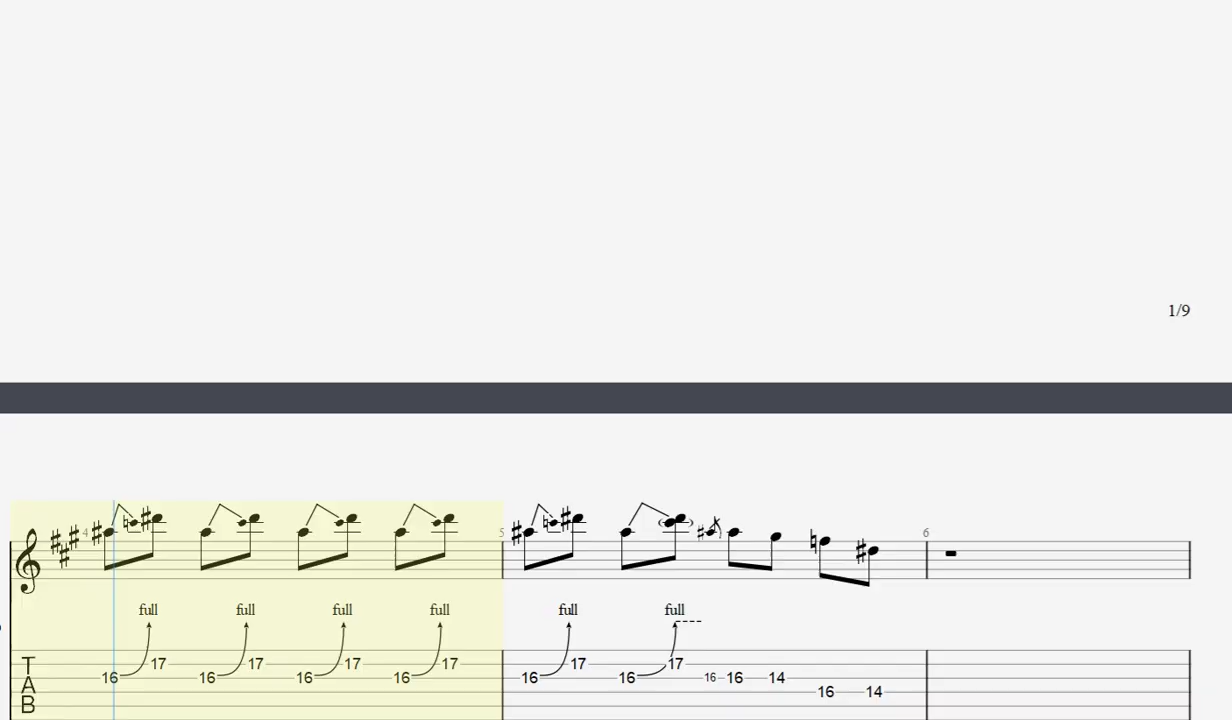 1/9
4 5 6
full full full full full full
17 17 17 17 17 17
16 16 16 16 16 16 16 16 14
16 14
T
A
B